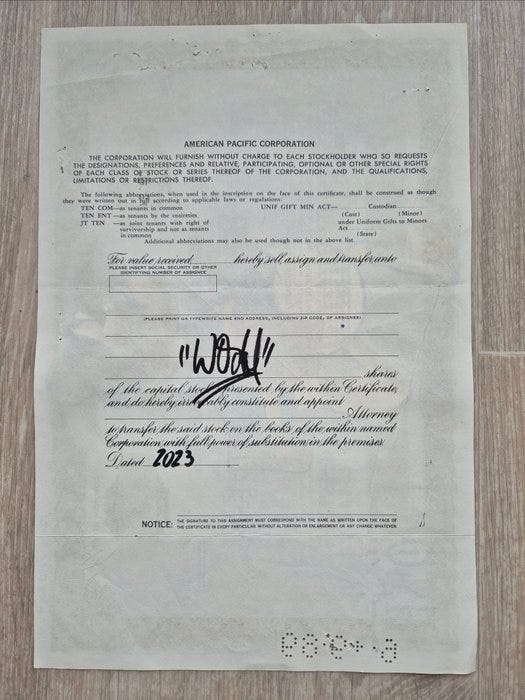 AMERICAN PACIFIC CORPORATION
THE CORPORATION WILL FURNISH WITHOUT CHARGE TO EACH STOCKHOLDER WHO SO REQUESTS
THE DESIGNATIONS, PREFERENCES AND RELATIVE, PARTICIPATING, OPTIONAL OR OTHER SPECIAL RIGHTS
OF EACH CLASS OF STOCK OR SERIES THEREOF OF THE CORPORATION, AND THE QUALIFICATIONS,
LIMITATIONS OR RESTRICTIONS THEREOF.
The following abbreviations, when used in the inscription on the face of this certificate, shall be construed as though
they were written out in full according to applicable laws or regulations:
TEN COM—as tenants in common UNIF GIFT MIN ACT— Custodian
(Cust) (Minor)
TEN ENT—as tenants by the entireties under Uniform Gifts to Minors
JT TEN —as joint tenants with right of Act
survivorship and not as tenants (State)
in common
Additional abbreviations may also be used though not in the above list.
For value received hereby sell, assign and transfer unto
PLEASE INSERT SOCIAL SECURITY OR OTHER
IDENTIFYING NUMBER OF ASSIGNEE
(PLEASE PRINT OR TYPEWRITE NAME AND ADDRESS, INCLUDING ZIP CODE, OF ASSIGNEE)
shares
of the capital stock represented by the within Certificate,
and do hereby irrevocably constitute and appoint
Attorney
to transfer the said stock on the books of the within named
Corporation with full power of substitution in the premises.
Dated 2023
NOTICE: THE SIGNATURE TO THIS ASSIGNMENT MUST CORRESPOND WITH THE NAME AS WRITTEN UPON THE FACE OF
THE CERTIFICATE IN EVERY PARTICULAR WITHOUT ALTERATION OR ENLARGEMENT OR ANY CHANGE WHATEVER.